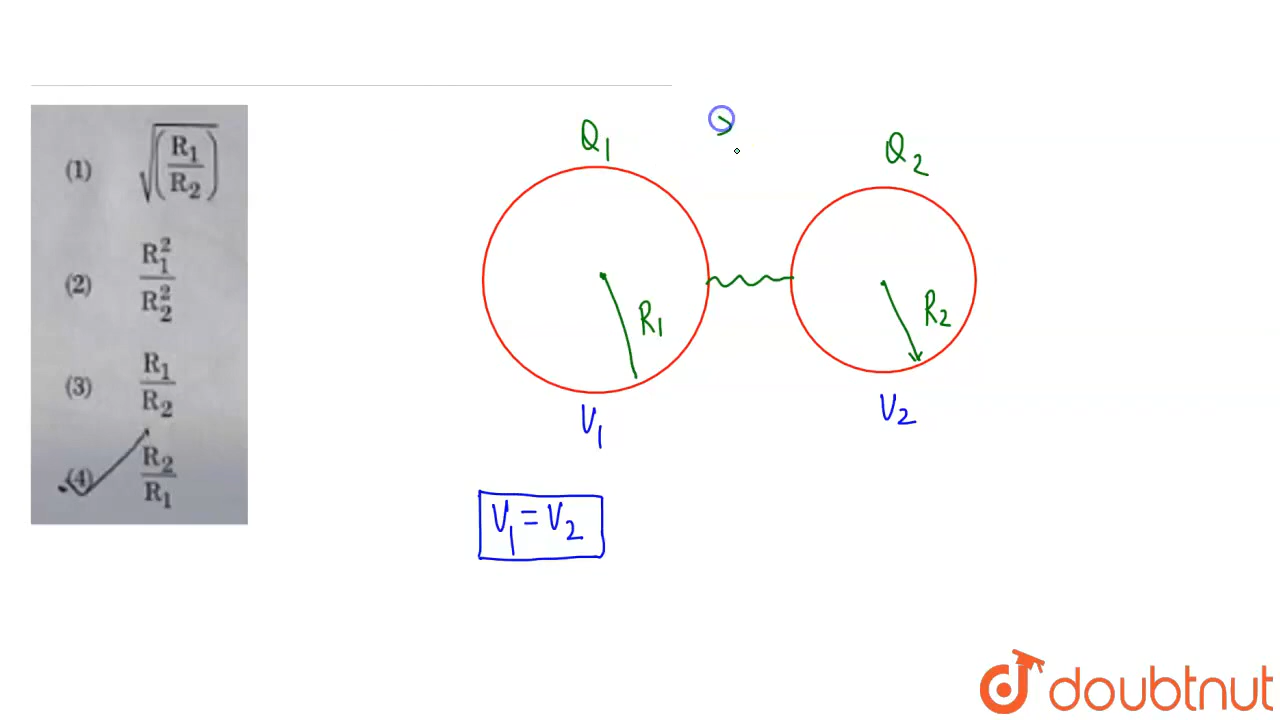 (1) √(R₁/R₂)
(2) R₁²/R₂²
(3) R₁/R₂
(4) R₂/R₁
Q₁
Q₂
R₁
R₂
V₁
V₂
V₁ = V₂
doubtnut